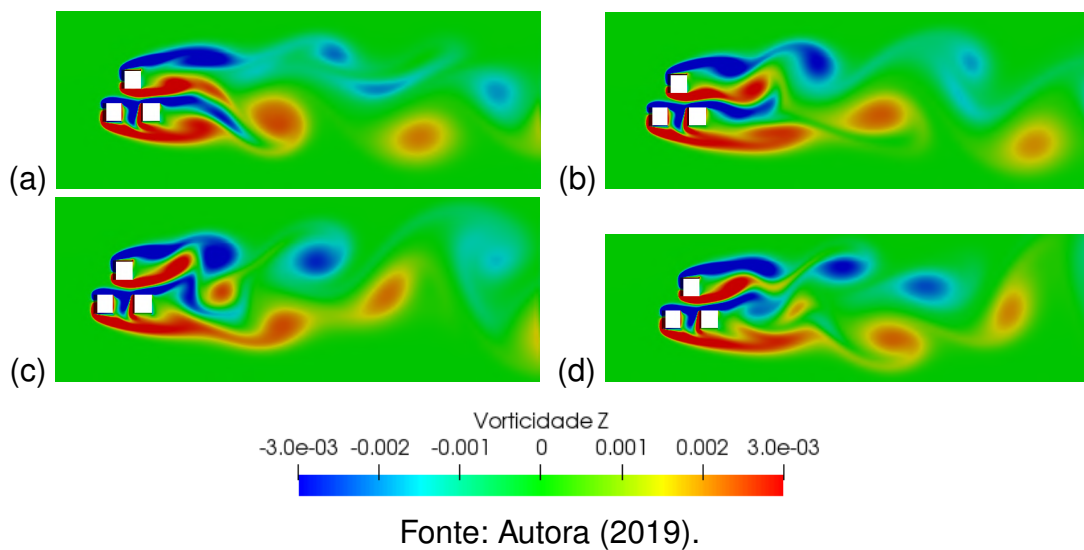 (a)
(b)
(c)
(d)
Vorticidade Z
-3.0e-03 -0.002 -0.001 0 0.001 0.002 3.0e-03
Fonte: Autora (2019).